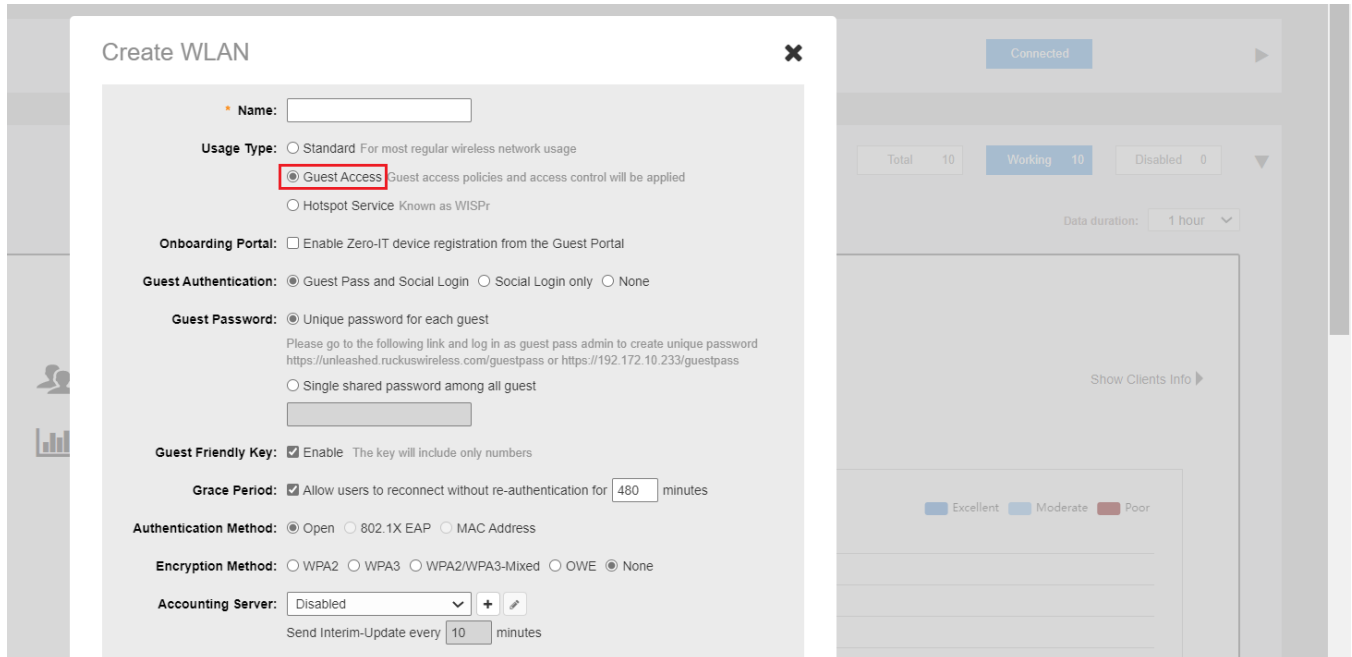 Create WLAN
Connected
* Name:
Usage Type: Standard For most regular wireless network usage
Total 10 Working 10 Disabled 0
Guest Access Guest access policies and access control will be applied
Hotspot Service Known as WISPr
Data duration: 1 hour
Onboarding Portal: Enable Zero-IT device registration from the Guest Portal
Guest Authentication: Guest Pass and Social Login Social Login only None
Guest Password: Unique password for each guest
Please go to the following link and log in as guest pass admin to create unique password
https://unleashed.ruckuswireless.com/guestpass or https://192.172.10.233/guestpass
Show Clients Info
Single shared password among all guest
Guest Friendly Key: Enable The key will include only numbers
Grace Period: Allow users to reconnect without re-authentication for 480 minutes
Excellent Moderate Poor
Authentication Method: Open 802.1X EAP MAC Address
Encryption Method: WPA2 WPA3 WPA2/WPA3-Mixed OWE None
Accounting Server: Disabled
Send Interim-Update every 10 minutes